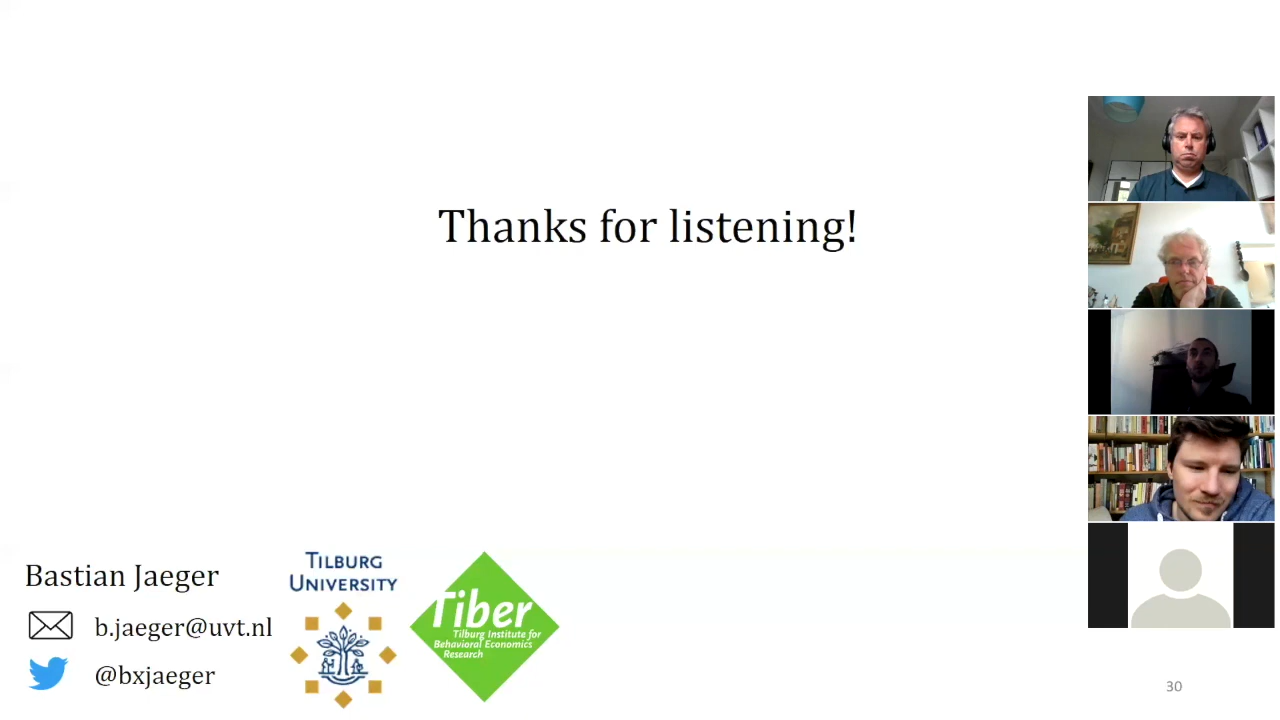 Thanks for listening!
Bastian Jaeger
b.jaeger@uvt.nl
@bxjaeger
TILBURG
UNIVERSITY
Tiber
Tilburg Institute for
Behavioral Economics
Research
30